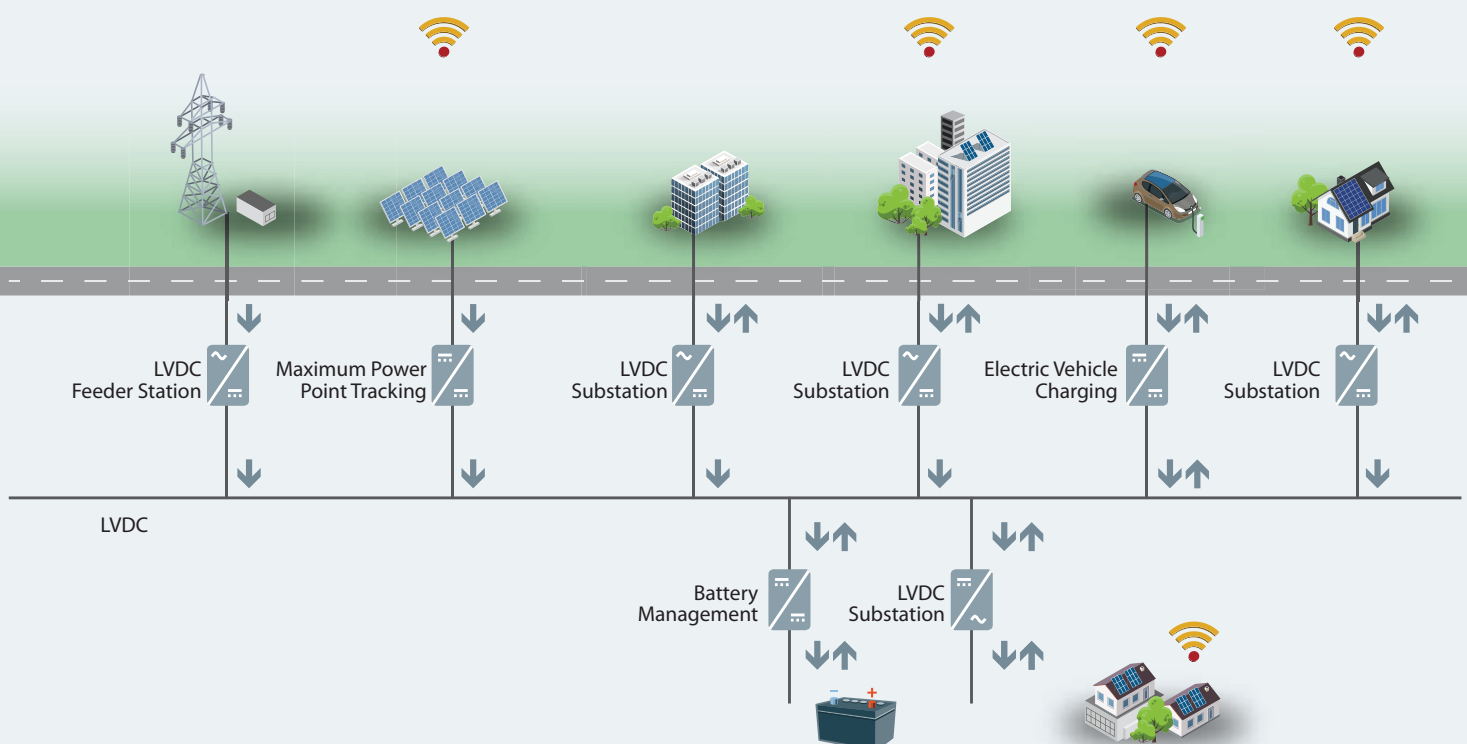 LVDC
Feeder Station
Maximum Power
Point Tracking
LVDC
Substation
LVDC
Substation
Electric Vehicle
Charging
LVDC
Substation
LVDC
Battery
Management
LVDC
Substation